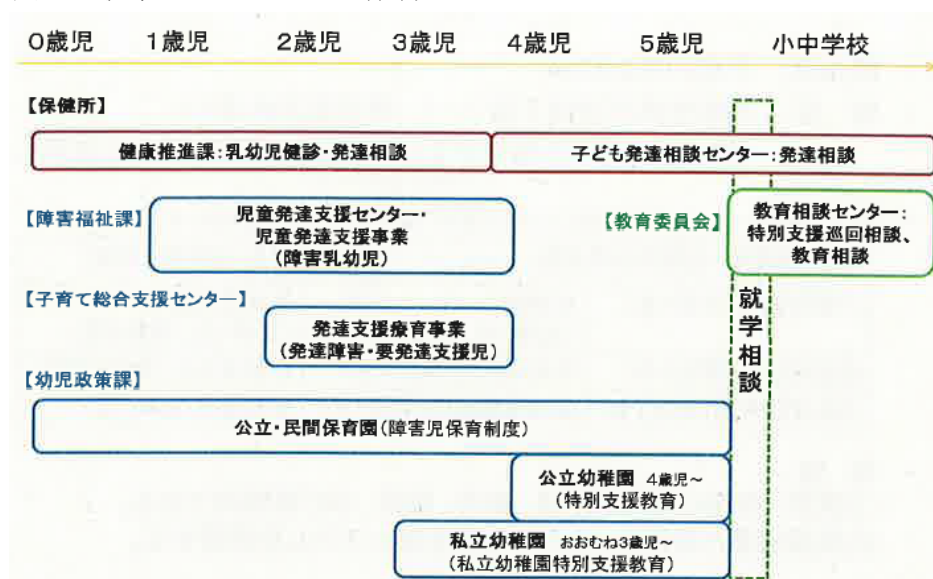 0歳児 1歳児 2歳児 3歳児 4歳児 5歳児 小中学校
【保健所】
健康推進課:乳幼児健診・発達相談
子ども発達相談センター:発達相談
【障害福祉課】
児童発達支援センター・
児童発達支援事業
(障害乳幼児)
【教育委員会】
教育相談センター:
特別支援巡回相談、
教育相談
【子育て総合支援センター】
発達支援療育事業
(発達障害・要発達支援児)
就学相談
【幼児政策課】
公立・民間保育園(障害児保育制度)
公立幼稚園 4歳児~
(特別支援教育)
私立幼稚園 おおむね3歳児~
(私立幼稚園特別支援教育)